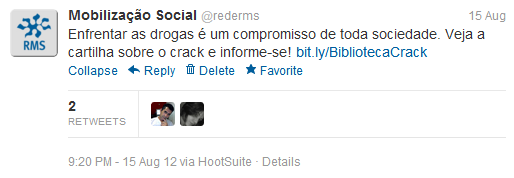 RMS
Mobilização Social @rederms 15 Aug
Enfrentar as drogas é um compromisso de toda sociedade. Veja a
cartilha sobre o crack e informe-se! bit.ly/BibliotecaCrack
Collapse Reply Delete Favorite
2
RETWEETS
9:20 PM - 15 Aug 12 via HootSuite · Details